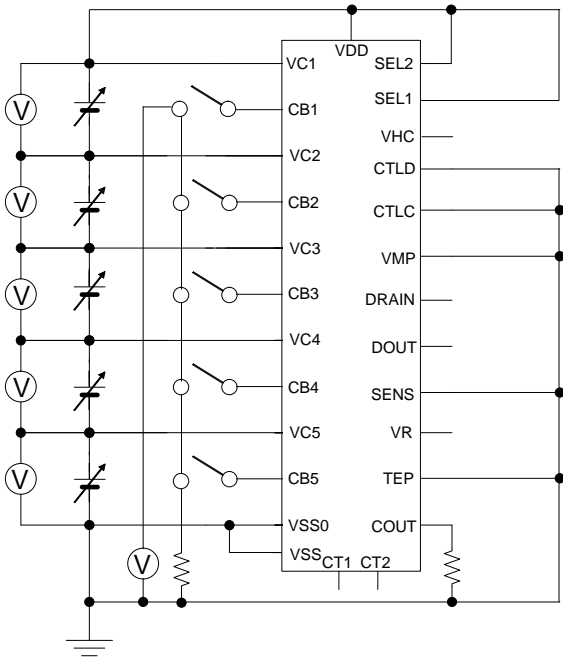 VDD
VC1
SEL2
V
CB1
SEL1
VHC
VC2
CTLD
V
CB2
CTLC
VC3
VMP
V
CB3
DRAIN
VC4
DOUT
V
CB4
SENS
VC5
VR
V
CB5
TEP
VSS0
COUT
VSS
V
CT1
CT2